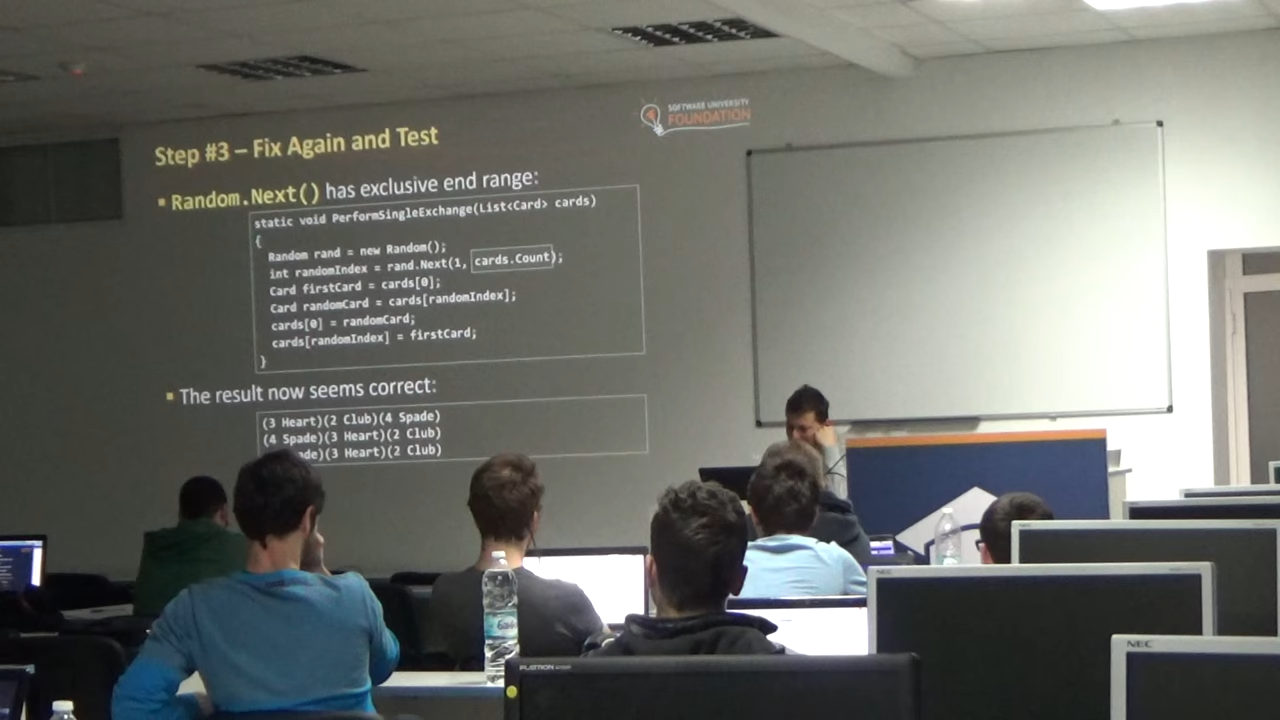 SOFTWARE UNIVERSITY
FOUNDATION
Step #3 – Fix Again and Test
▪ Random.Next() has exclusive end range:
static void PerformSingleExchange(List<Card> cards)
{
Random rand = new Random();
int randomIndex = rand.Next(1, cards.Count);
Card firstCard = cards[0];
Card randomCard = cards[randomIndex];
cards[0] = randomCard;
cards[randomIndex] = firstCard;
}
▪ The result now seems correct:
(3 Heart)(2 Club)(4 Spade)
(4 Spade)(3 Heart)(2 Club)
ade)(3 Heart)(2 Club)
NEC
NEC